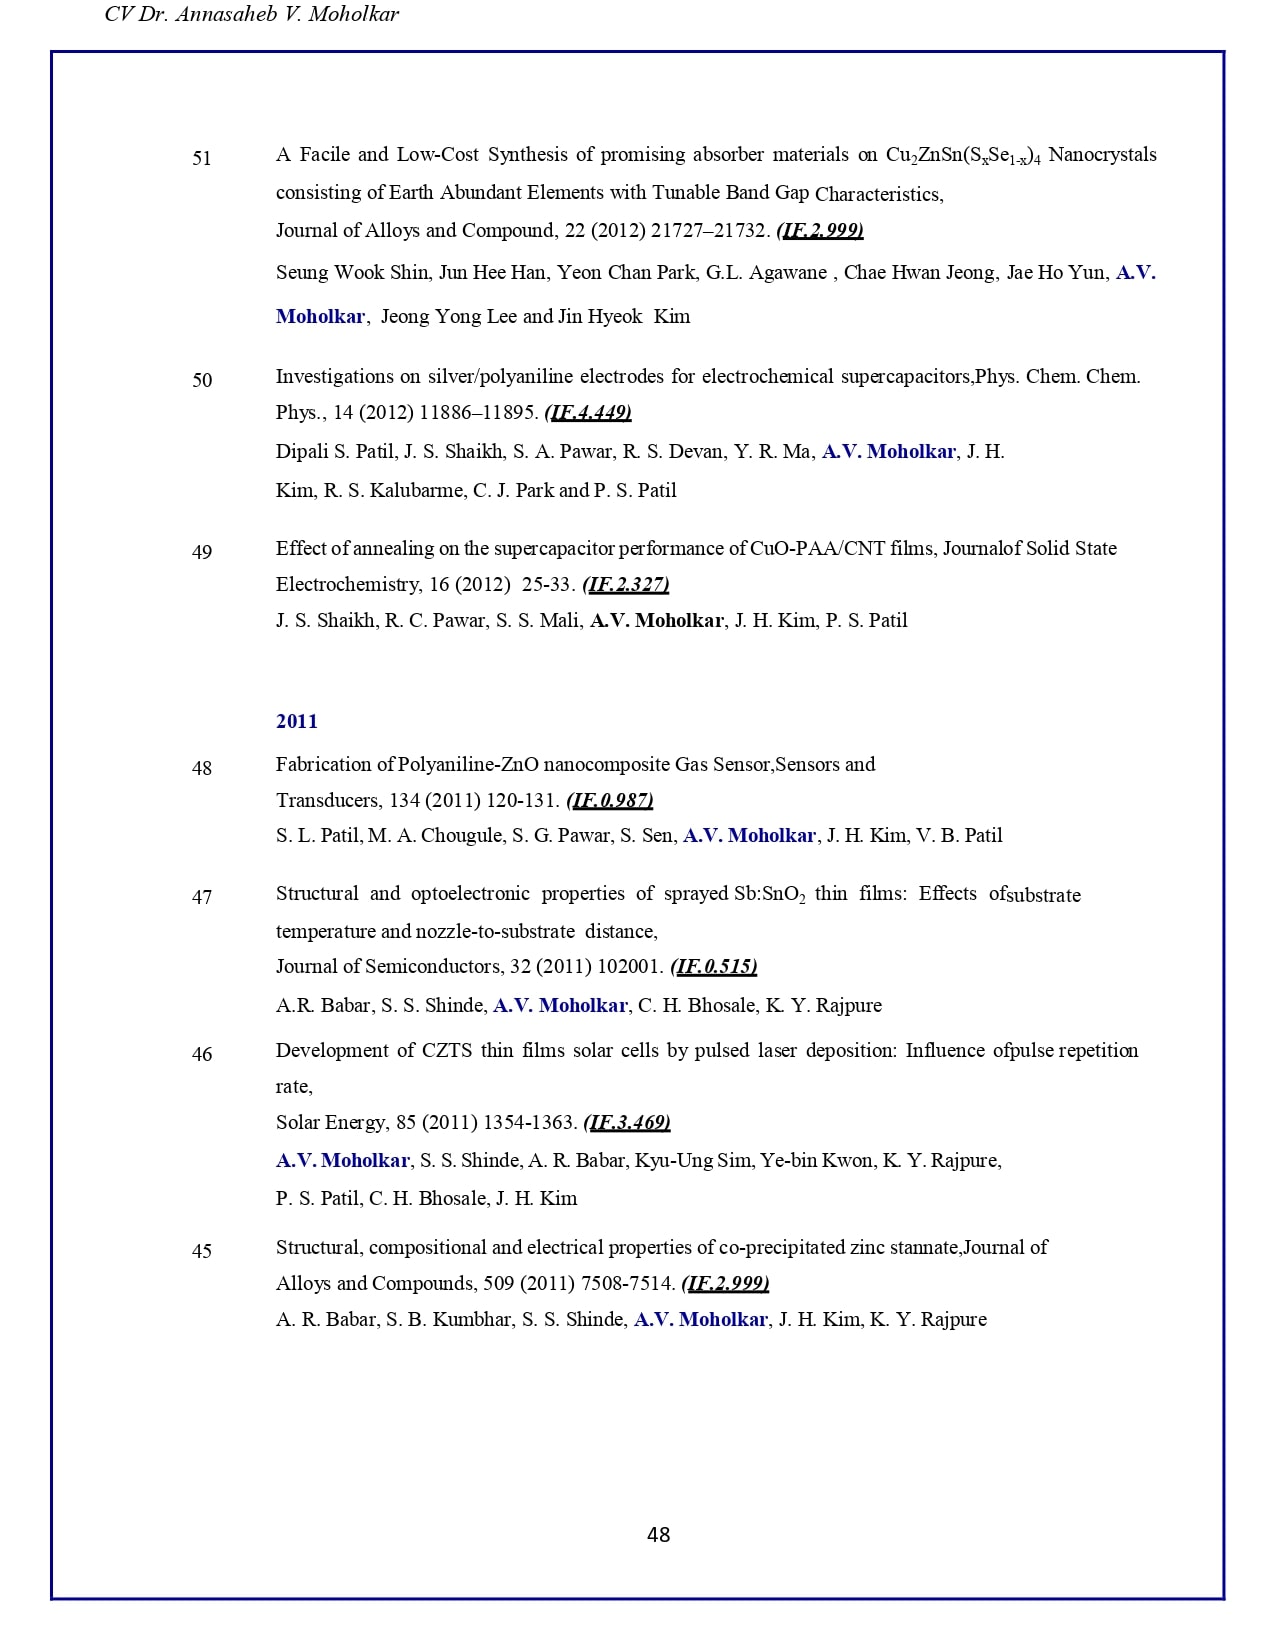 CV Dr. Annasaheb V. Moholkar
51 A Facile and Low-Cost Synthesis of promising absorber materials on Cu₂ZnSn(SₓSe₁₋ₓ)₄ Nanocrystals
consisting of Earth Abundant Elements with Tunable Band Gap Characteristics,
Journal of Alloys and Compound, 22 (2012) 21727–21732. (IF.2.999)
Seung Wook Shin, Jun Hee Han, Yeon Chan Park, G.L. Agawane , Chae Hwan Jeong, Jae Ho Yun, A.V.
Moholkar, Jeong Yong Lee and Jin Hyeok Kim
50 Investigations on silver/polyaniline electrodes for electrochemical supercapacitors,Phys. Chem. Chem.
Phys., 14 (2012) 11886–11895. (IF.4.449)
Dipali S. Patil, J. S. Shaikh, S. A. Pawar, R. S. Devan, Y. R. Ma, A.V. Moholkar, J. H.
Kim, R. S. Kalubarme, C. J. Park and P. S. Patil
49 Effect of annealing on the supercapacitor performance of CuO-PAA/CNT films, Journalof Solid State
Electrochemistry, 16 (2012) 25-33. (IF.2.327)
J. S. Shaikh, R. C. Pawar, S. S. Mali, A.V. Moholkar, J. H. Kim, P. S. Patil
2011
48 Fabrication of Polyaniline-ZnO nanocomposite Gas Sensor,Sensors and
Transducers, 134 (2011) 120-131. (IF.0.987)
S. L. Patil, M. A. Chougule, S. G. Pawar, S. Sen, A.V. Moholkar, J. H. Kim, V. B. Patil
47 Structural and optoelectronic properties of sprayed Sb:SnO₂ thin films: Effects ofsubstrate
temperature and nozzle-to-substrate distance,
Journal of Semiconductors, 32 (2011) 102001. (IF.0.515)
A.R. Babar, S. S. Shinde, A.V. Moholkar, C. H. Bhosale, K. Y. Rajpure
46 Development of CZTS thin films solar cells by pulsed laser deposition: Influence ofpulse repetition
rate,
Solar Energy, 85 (2011) 1354-1363. (IF.3.469)
A.V. Moholkar, S. S. Shinde, A. R. Babar, Kyu-Ung Sim, Ye-bin Kwon, K. Y. Rajpure,
P. S. Patil, C. H. Bhosale, J. H. Kim
45 Structural, compositional and electrical properties of co-precipitated zinc stannate,Journal of
Alloys and Compounds, 509 (2011) 7508-7514. (IF.2.999)
A. R. Babar, S. B. Kumbhar, S. S. Shinde, A.V. Moholkar, J. H. Kim, K. Y. Rajpure
48